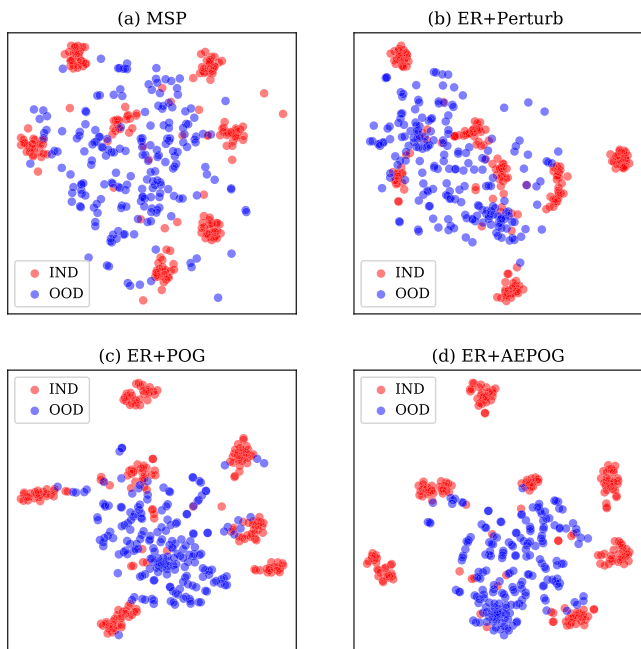 (a) MSP
IND
OOD
(b) ER+Perturb
IND
OOD
(c) ER+POG
IND
OOD
(d) ER+AEPOG
IND
OOD